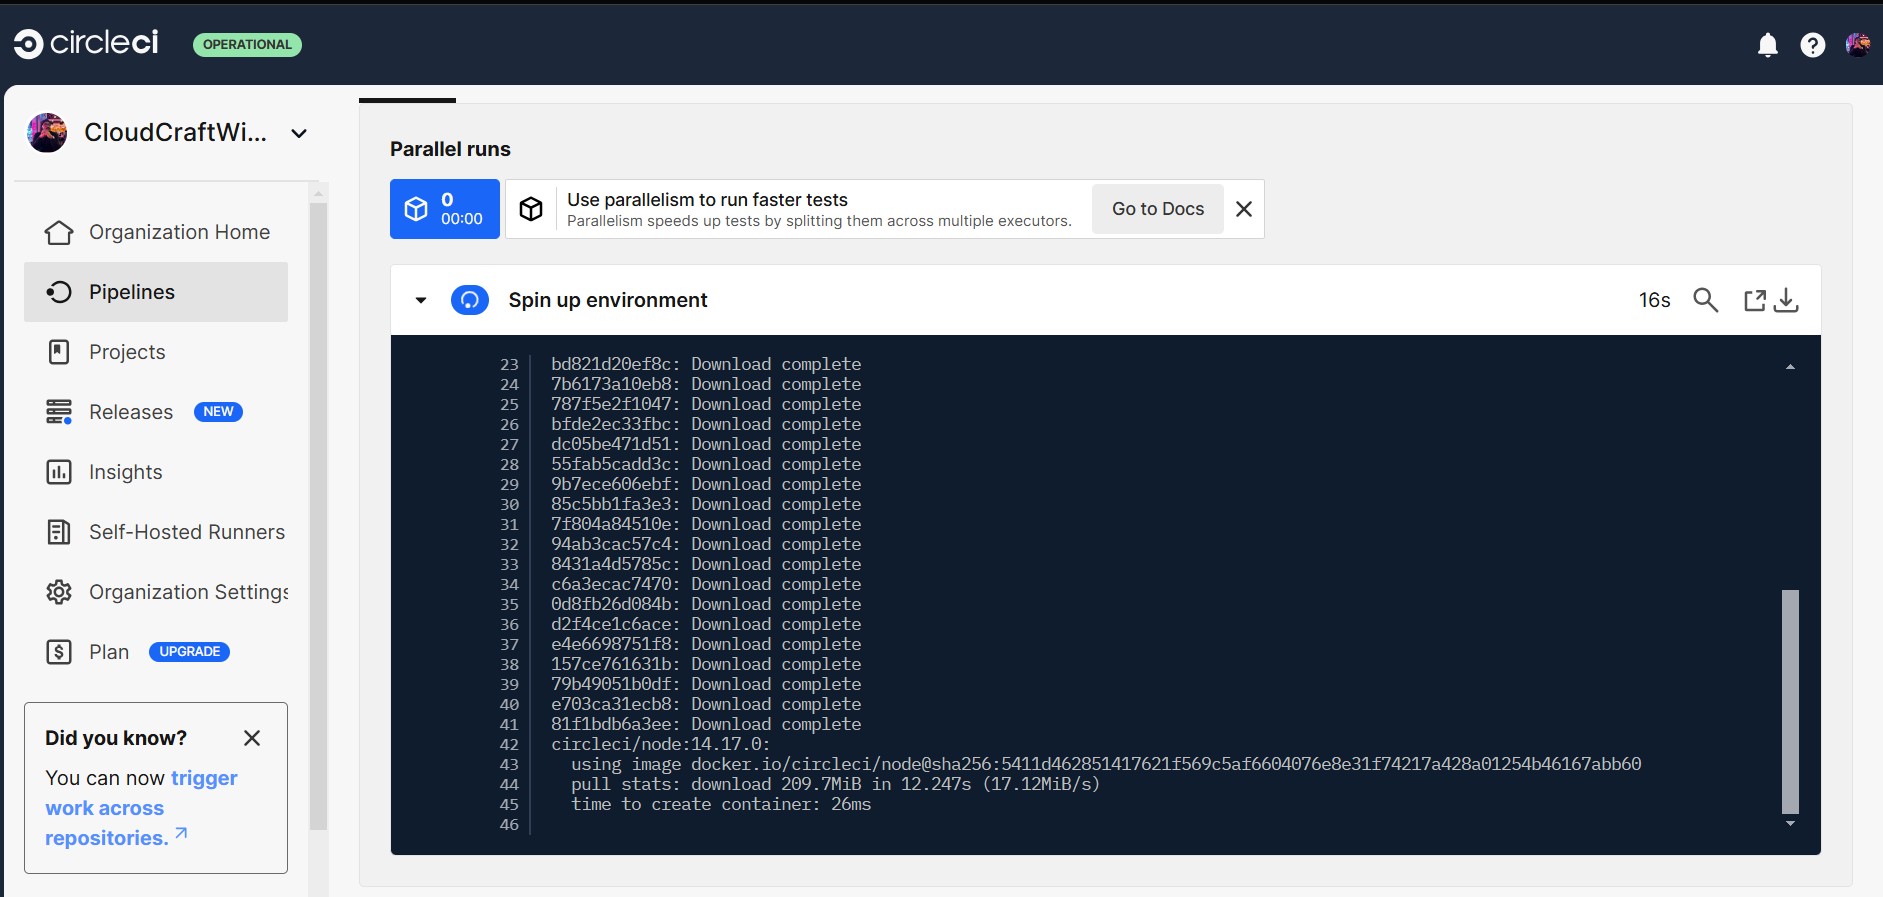 circleci
OPERATIONAL
CloudCraftWi...
Organization Home
Pipelines
Projects
Releases NEW
Insights
Self-Hosted Runners
Organization Settings
Plan UPGRADE
Did you know?
You can now trigger
work across
repositories.
Parallel runs
0
00:00
Use parallelism to run faster tests
Parallelism speeds up tests by splitting them across multiple executors.
Go to Docs
Spin up environment
16s
23 bd821d20ef8c: Download complete
24 7b6173a10eb8: Download complete
25 787f5e2f1047: Download complete
26 bfde2ec33fbc: Download complete
27 dc05be471d51: Download complete
28 55fab5cadd3c: Download complete
29 9b7ece606ebf: Download complete
30 85c5bb1fa3e3: Download complete
31 7f804a84510e: Download complete
32 94ab3cac57c4: Download complete
33 8431a4d5785c: Download complete
34 c6a3ecac7470: Download complete
35 0d8fb26d084b: Download complete
36 d2f4ce1c6ace: Download complete
37 e4e6698751f8: Download complete
38 157ce761631b: Download complete
39 79b49051b0df: Download complete
40 e703ca31ecb8: Download complete
41 81f1bdb6a3ee: Download complete
42 circleci/node:14.17.0:
43 using image docker.io/circleci/node@sha256:5411d462851417621f569c5af6604076e8e31f74217a428a01254b46167abb60
44 pull stats: download 209.7MiB in 12.247s (17.12MiB/s)
45 time to create container: 26ms
46